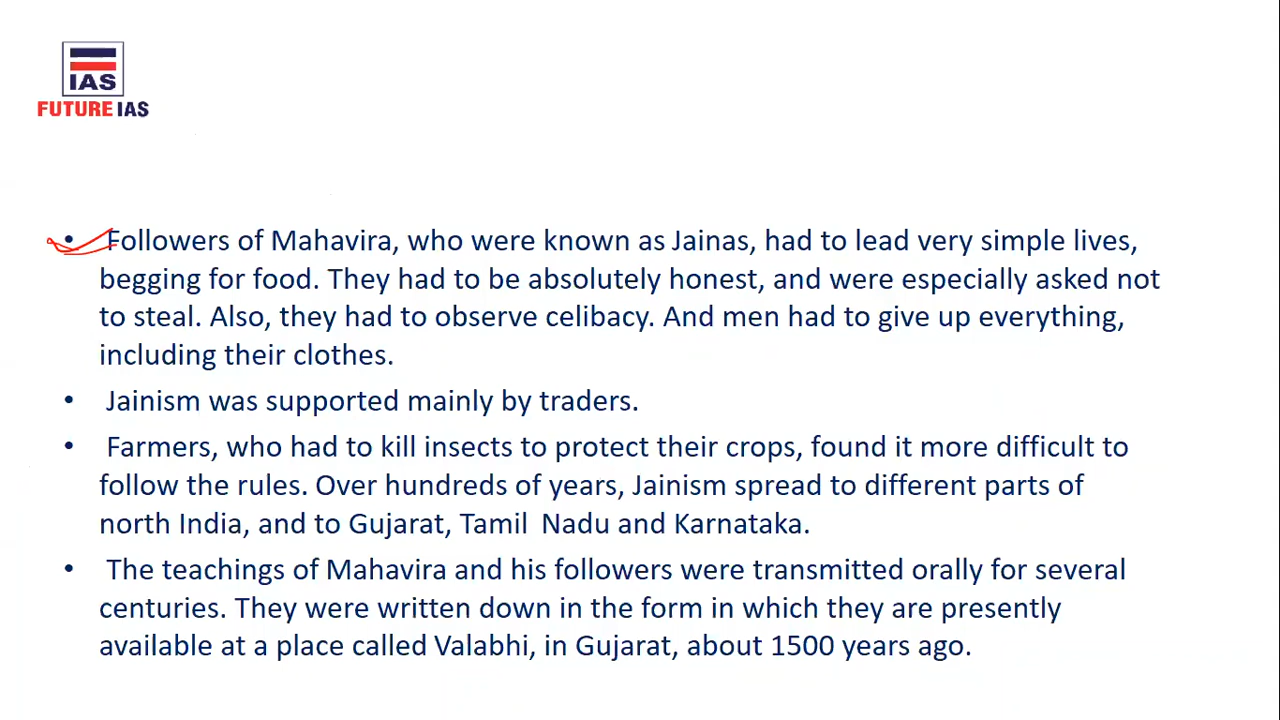 IAS
FUTURE IAS
• Followers of Mahavira, who were known as Jainas, had to lead very simple lives,
begging for food. They had to be absolutely honest, and were especially asked not
to steal. Also, they had to observe celibacy. And men had to give up everything,
including their clothes.
• Jainism was supported mainly by traders.
• Farmers, who had to kill insects to protect their crops, found it more difficult to
follow the rules. Over hundreds of years, Jainism spread to different parts of
north India, and to Gujarat, Tamil Nadu and Karnataka.
• The teachings of Mahavira and his followers were transmitted orally for several
centuries. They were written down in the form in which they are presently
available at a place called Valabhi, in Gujarat, about 1500 years ago.